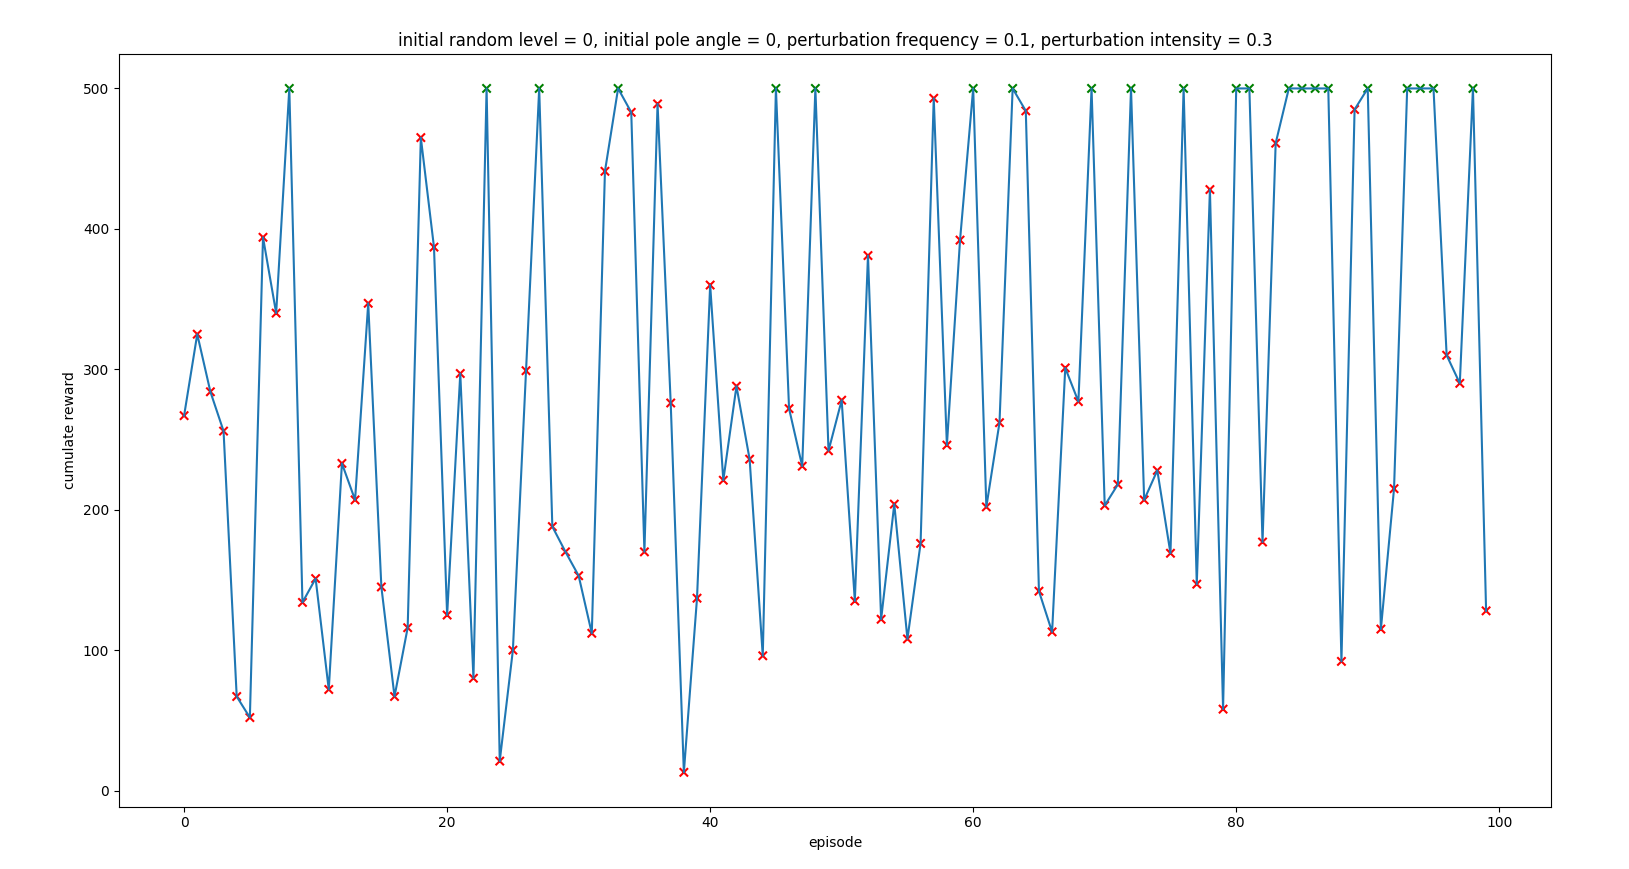 initial random level = 0, initial pole angle = 0, perturbation frequency = 0.1, perturbation intensity = 0.3
500
400
300
200
100
0
cumulate reward
0 20 40 60 80 100
episode